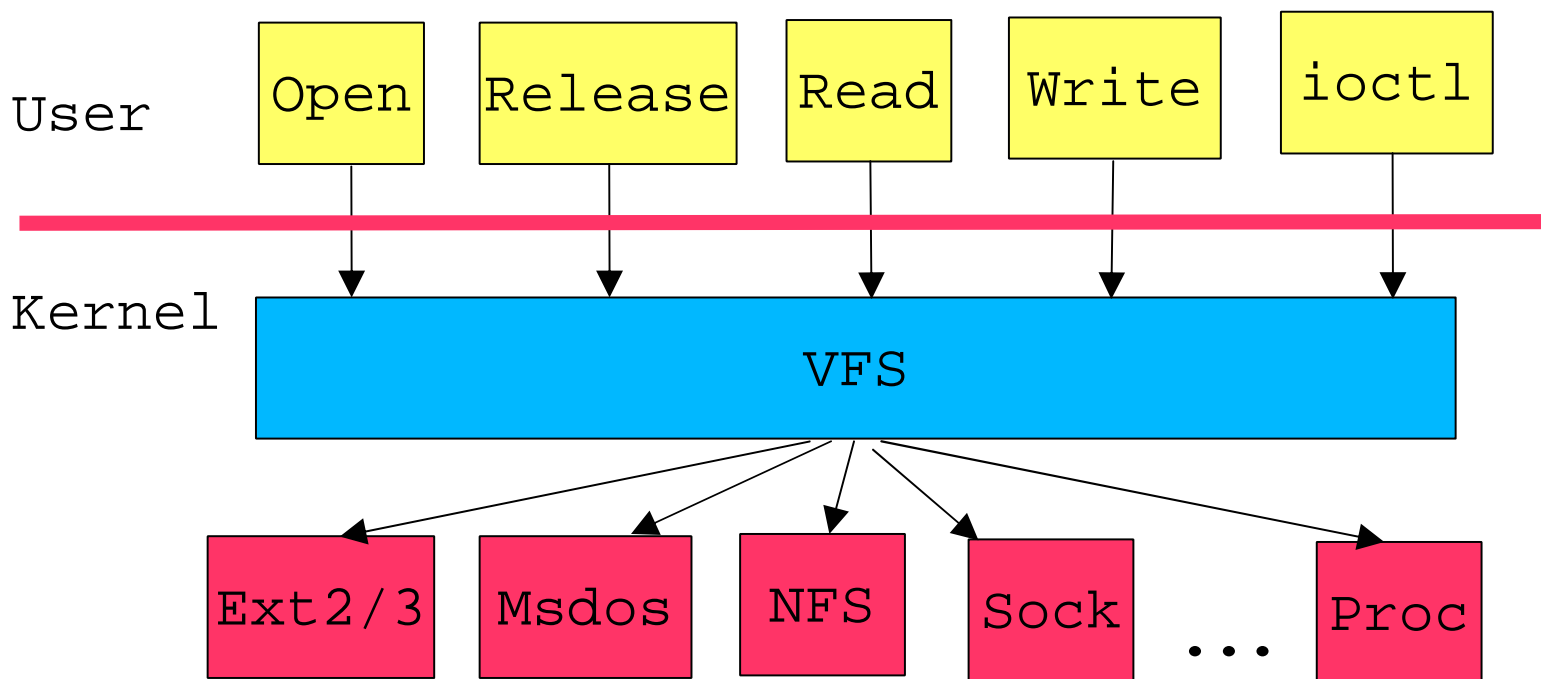 User
Open
Release
Read
Write
ioctl
Kernel
VFS
Ext2/3
Msdos
NFS
Sock
...
Proc